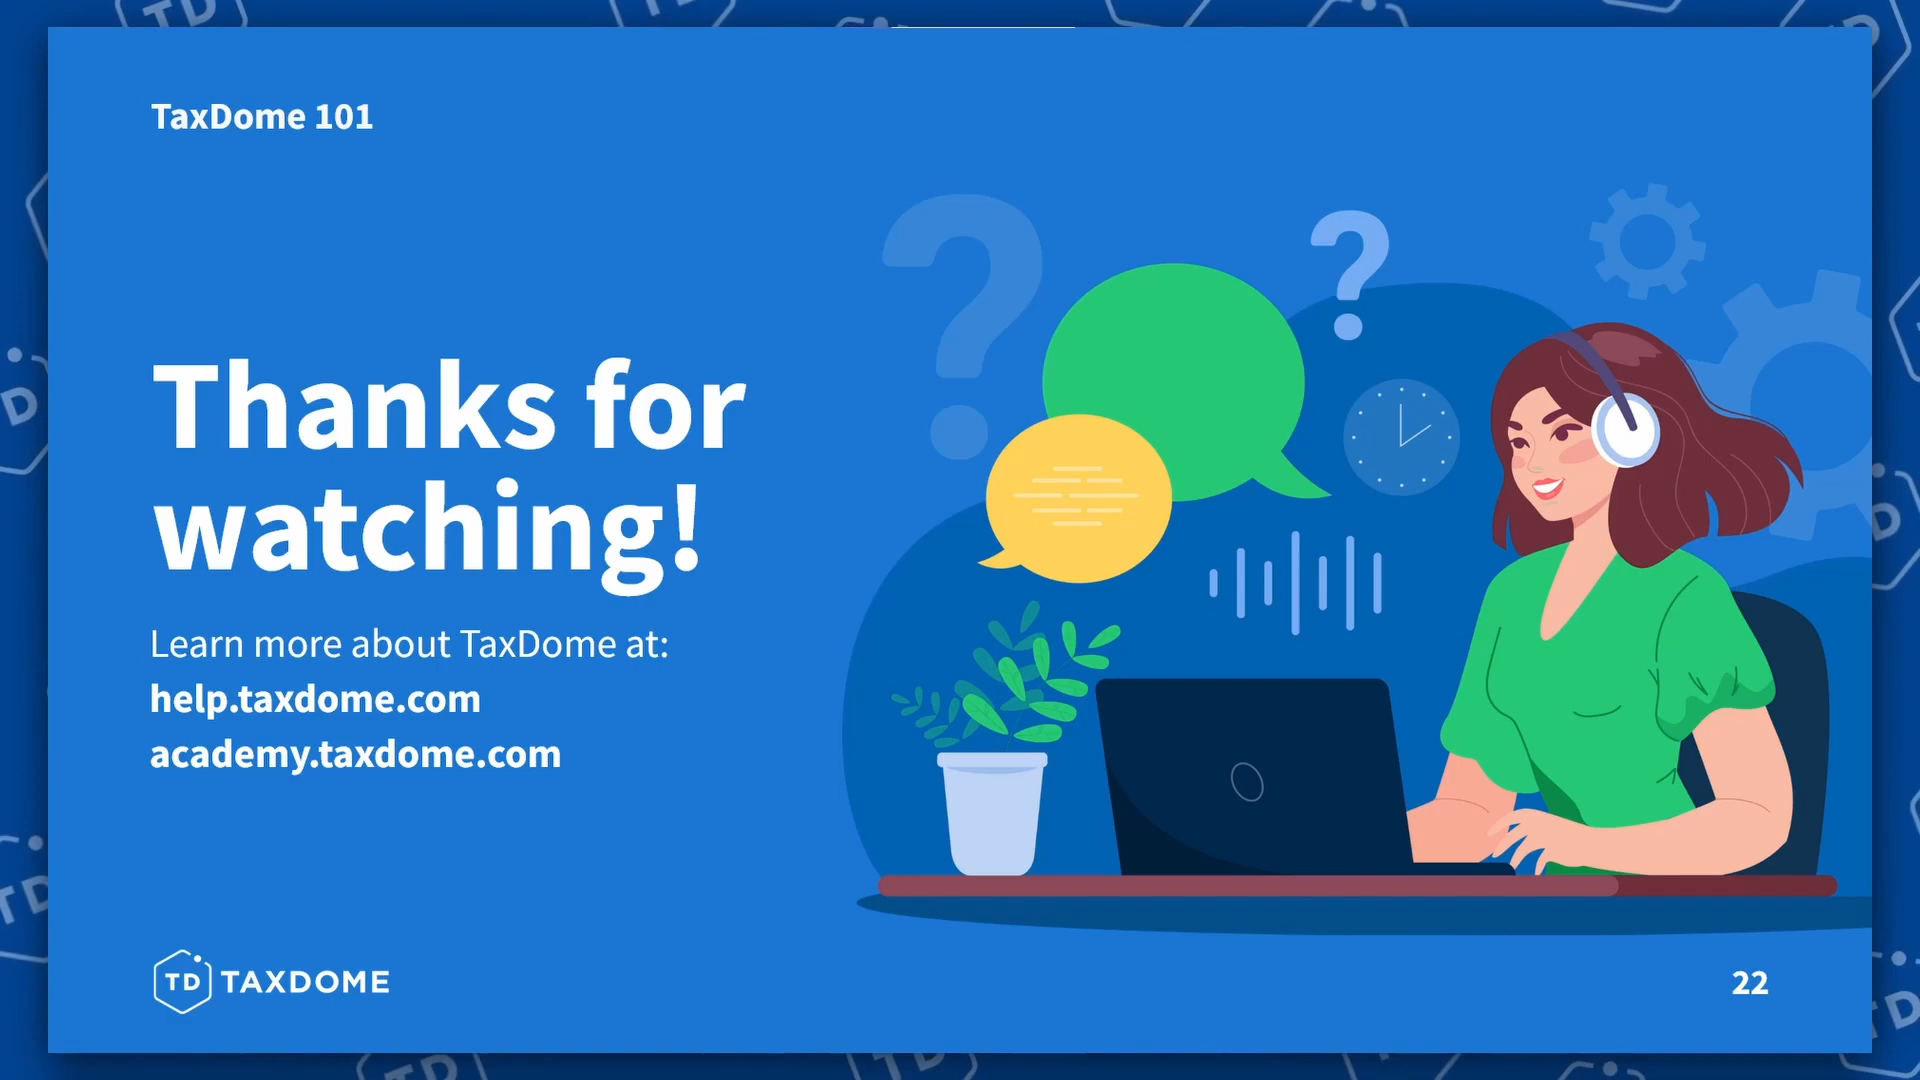 TaxDome 101
Thanks for
watching!
Learn more about TaxDome at:
help.taxdome.com
academy.taxdome.com
TD TAXDOME
22